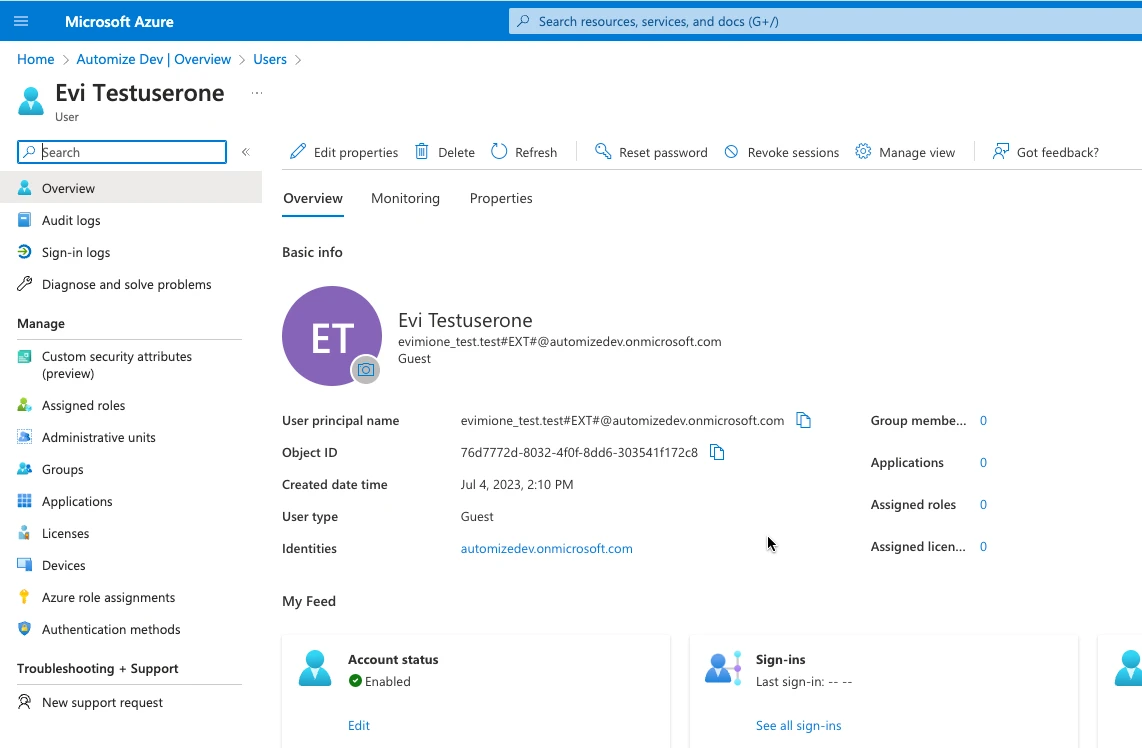 Microsoft Azure
Search resources, services, and docs (G+/)
Home > Automize Dev | Overview > Users >
Evi Testuserone ...
User
Search «
Overview
Audit logs
Sign-in logs
Diagnose and solve problems
Manage
Custom security attributes
(preview)
Assigned roles
Administrative units
Groups
Applications
Licenses
Devices
Azure role assignments
Authentication methods
Troubleshooting + Support
New support request
Edit properties Delete Refresh Reset password Revoke sessions Manage view Got feedback?
Overview Monitoring Properties
Basic info
ET
Evi Testuserone
evimione_test.test#EXT#@automizedev.onmicrosoft.com
Guest
User principal name evimione_test.test#EXT#@automizedev.onmicrosoft.com
Object ID 76d7772d-8032-4f0f-8dd6-303541f172c8
Created date time Jul 4, 2023, 2:10 PM
User type Guest
Identities automizedev.onmicrosoft.com
Group membe... 0
Applications 0
Assigned roles 0
Assigned licen... 0
My Feed
Account status
Enabled
Edit
Sign-ins
Last sign-in: -- --
See all sign-ins